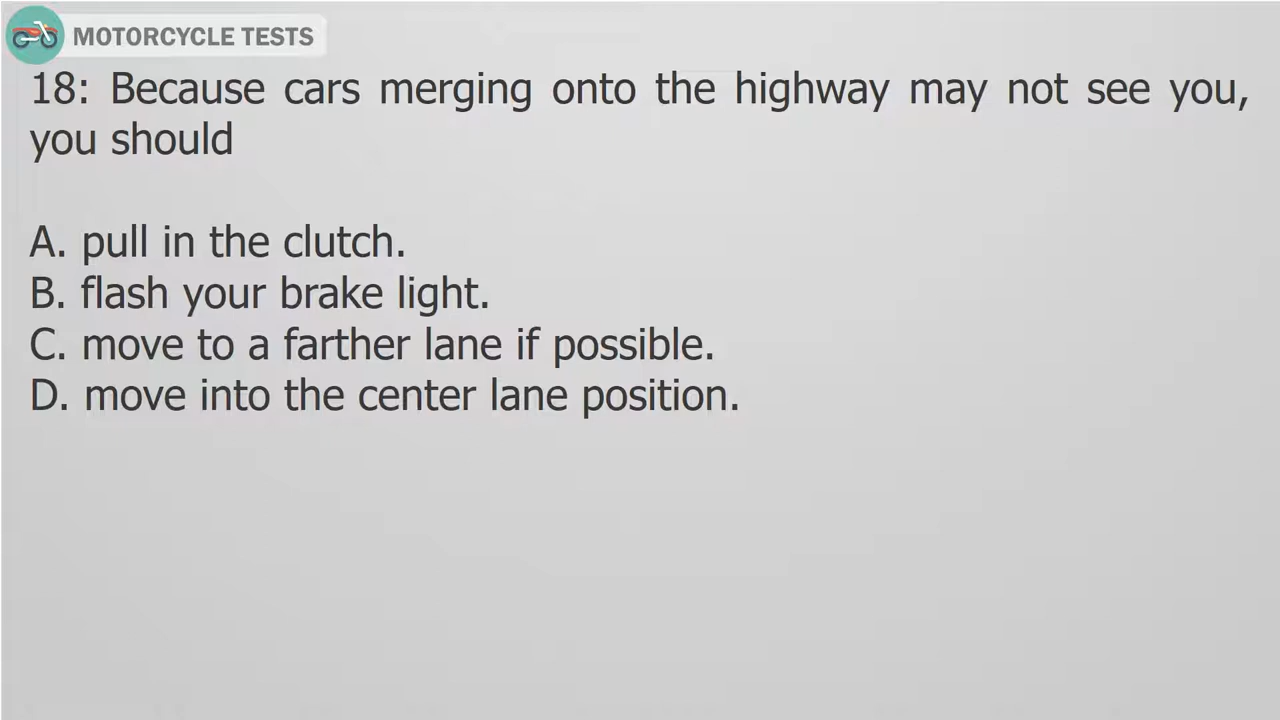 MOTORCYCLE TESTS
18: Because cars merging onto the highway may not see you,
you should
A. pull in the clutch.
B. flash your brake light.
C. move to a farther lane if possible.
D. move into the center lane position.